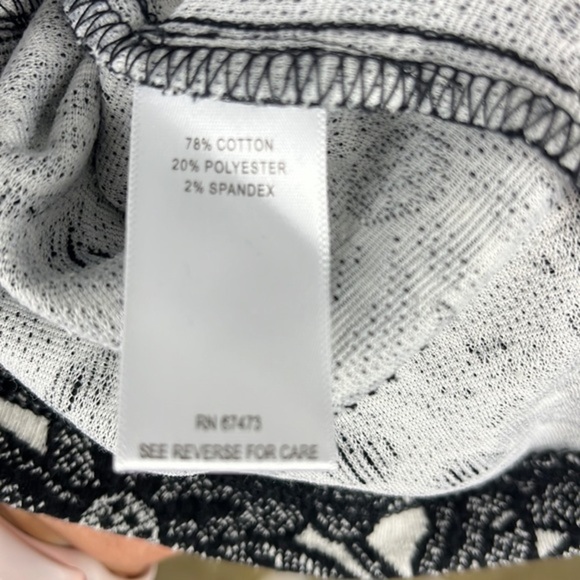 78% COTTON
20% POLYESTER
2% SPANDEX
RN 67473
SEE REVERSE FOR CARE